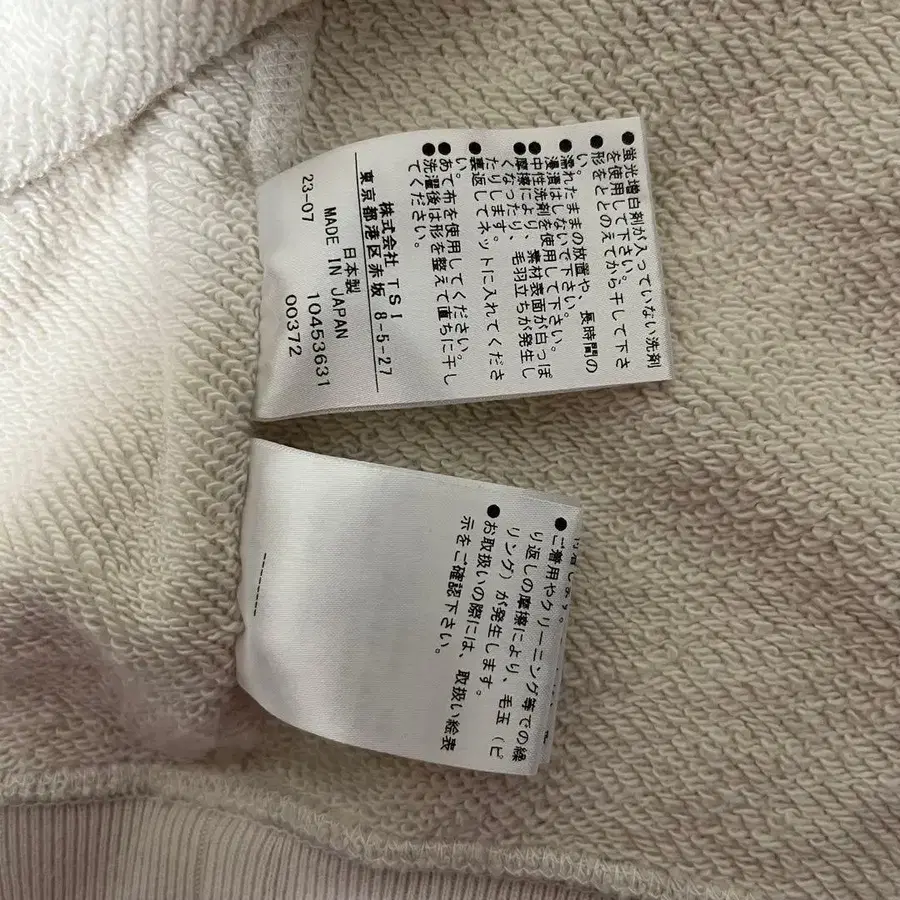 ●蛍光増白剤が入っていない洗剤
を使用して下さい。
●形をととのえてから干して下さ
い。
●濡れたままの放置や、長時間の
浸漬はしないで下さい。
●中性洗剤を使用して下さい。
●摩擦により、素材表面が白っぽ
くなったり、毛羽立ちが発生し
たりします。
●裏返してネットに入れてくださ
い。
●あて布を使用してください。
●洗濯後は形を整えて直ちに干し
てください。
株式会社 TSI
東京都港区赤坂 8-5-27
日本製
MADE IN JAPAN
23-07
10453631
00372
●ご着用やクリーニング等での繰
り返しの摩擦により、毛玉(ピ
リング)が発生します。
●お取扱いの際には、取扱い絵表
示をご確認下さい。